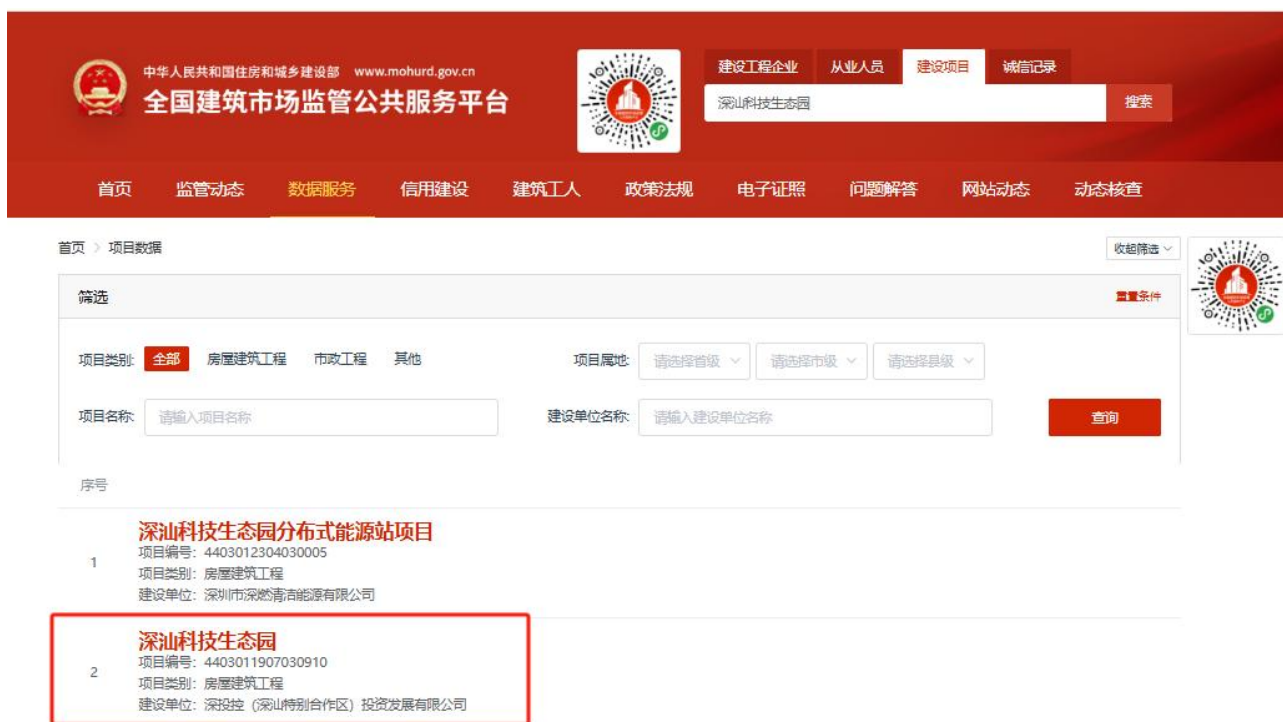 中华人民共和国住房和城乡建设部 www.mohurd.gov.cn
全国建筑市场监管公共服务平台
建设工程企业 从业人员 建设项目 诚信记录
深汕科技生态园 搜索
首页 监管动态 数据服务 信用建设 建筑工人 政策法规 电子证照 问题解答 网站动态 动态核查
首页 > 项目数据 收起筛选
筛选 重置条件
项目类别: 全部 房屋建筑工程 市政工程 其他 项目属地: 请选择省级 请选择市级 请选择县级
项目名称: 请输入项目名称 建设单位名称: 请输入建设单位名称 查询
序号
深汕科技生态园分布式能源站项目
1 项目编号: 4403012304030005
项目类别: 房屋建筑工程
建设单位: 深圳市深燃清洁能源有限公司
深汕科技生态园
2 项目编号: 4403011907030910
项目类别: 房屋建筑工程
建设单位: 深投控（深汕特别合作区）投资发展有限公司